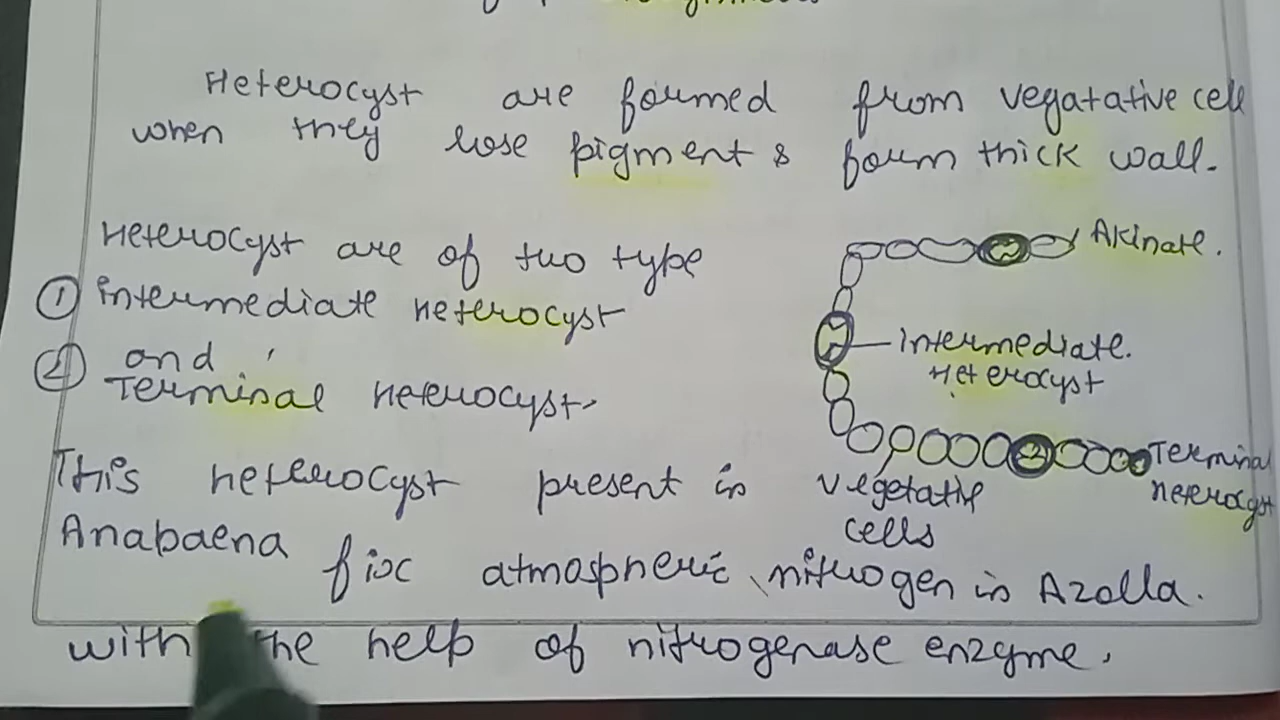 Heterocyst are formed from vegatative cell
when they lose pigment & form thick wall.
Heterocyst are of two type
① intermediate heterocyst
and
② Terminal heterocyst.
Akinate.
intermediate.
Heterocyst
Terminal
heterocyst
vegetative
cells
This heterocyst present in
Anabaena fix atmospheric nitrogen in Azolla.
with the help of nitrogenase enzyme.